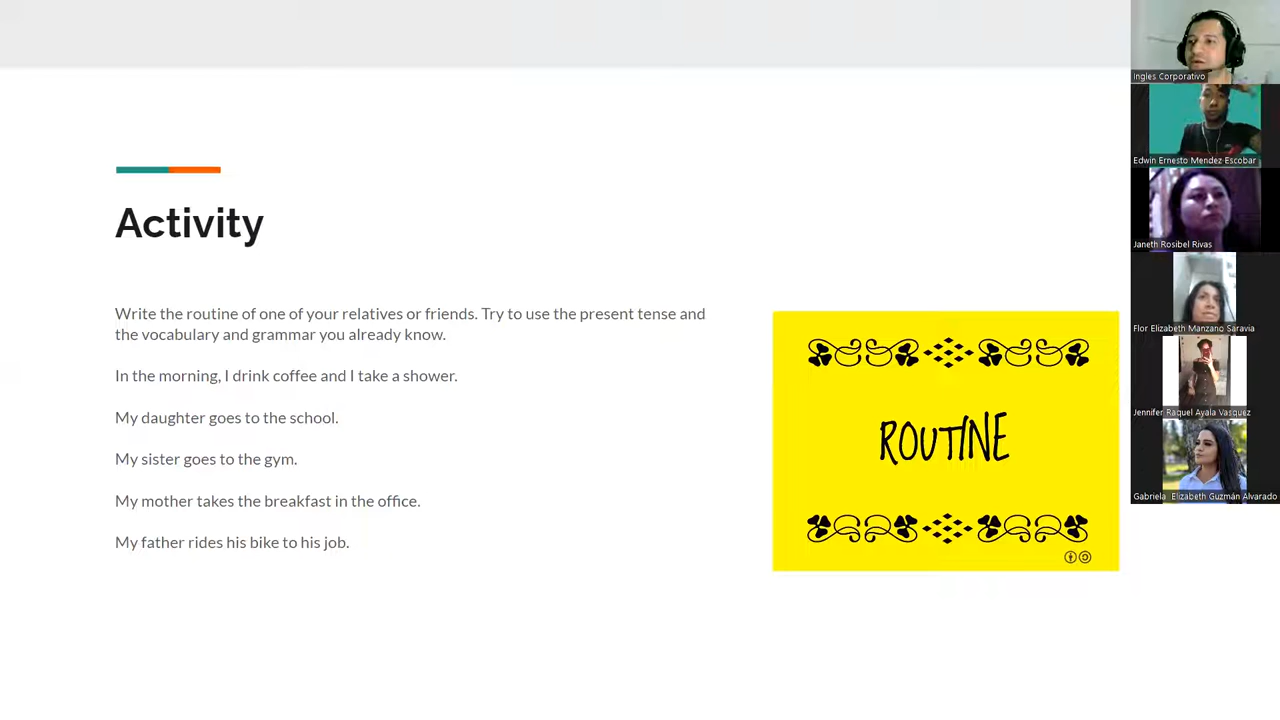 Activity
Write the routine of one of your relatives or friends. Try to use the present tense and
the vocabulary and grammar you already know.
In the morning, I drink coffee and I take a shower.
My daughter goes to the school.
My sister goes to the gym.
My mother takes the breakfast in the office.
My father rides his bike to his job.
ROUTINE
Ingles Corporativo
Edwin Ernesto Mendez Escobar
Janeth Rosibel Rivas
Flor Elizabeth Manzano Saravia
Jennifer Raquel Ayala Vasquez
Gabriela Elizabeth Guzmán Alvarado